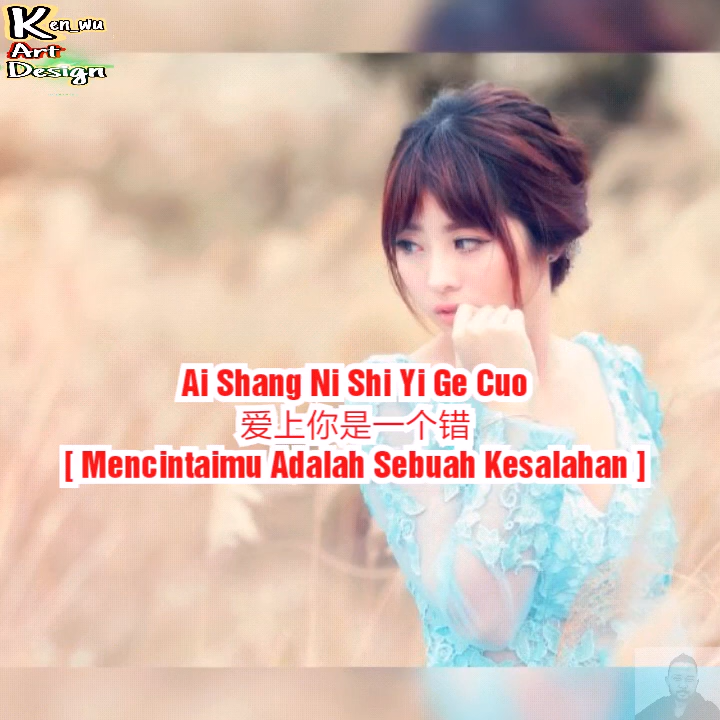 Ken_wu
Art
Design
Ai Shang Ni Shi Yi Ge Cuo
爱上你是一个错
[ Mencintaimu Adalah Sebuah Kesalahan ]